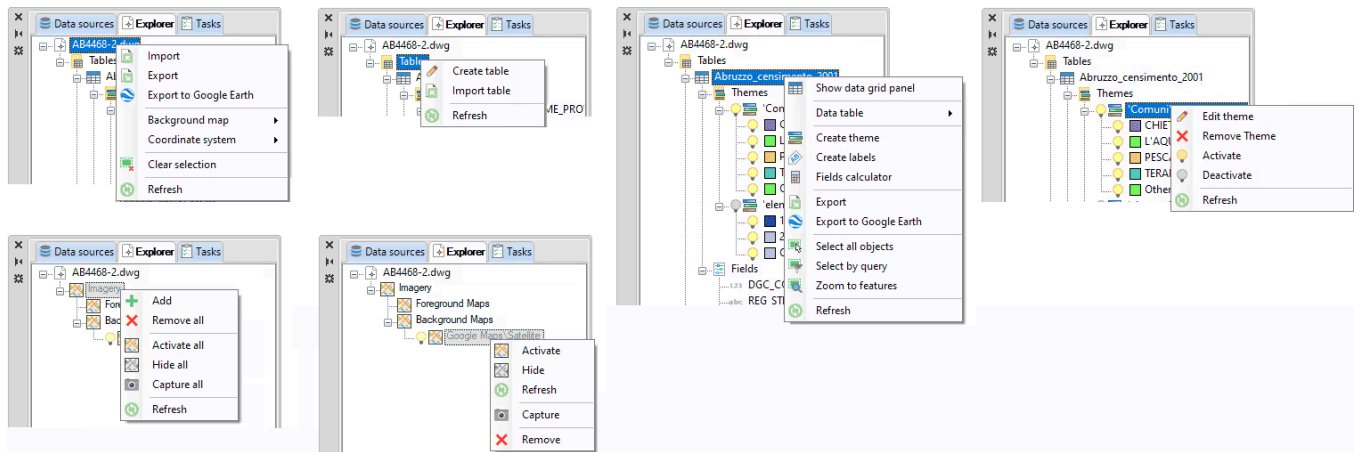 Data sources Explorer Tasks
AB4468-2.dwg
Tables
Import
Export
Export to Google Earth
Background map
Coordinate system
Clear selection
Refresh
Data sources Explorer Tasks
AB4468-2.dwg
Create table
Import table
Refresh
Data sources Explorer Tasks
AB4468-2.dwg
Tables
Abruzzo_censimento_2001
Themes
Fields
Show data grid panel
Data table
Create theme
Create labels
Fields calculator
Export
Export to Google Earth
Select all objects
Select by query
Zoom to features
Refresh
Data sources Explorer Tasks
AB4468-2.dwg
Tables
Abruzzo_censimento_2001
Themes
Other
Edit theme
Remove Theme
Activate
Deactivate
Refresh
Data sources Explorer Tasks
AB4468-2.dwg
Imagery
Add
Remove all
Activate all
Hide all
Capture all
Refresh
Data sources Explorer Tasks
AB4468-2.dwg
Imagery
Foreground Maps
Background Maps
Google Maps\Satellite
Activate
Hide
Refresh
Capture
Remove